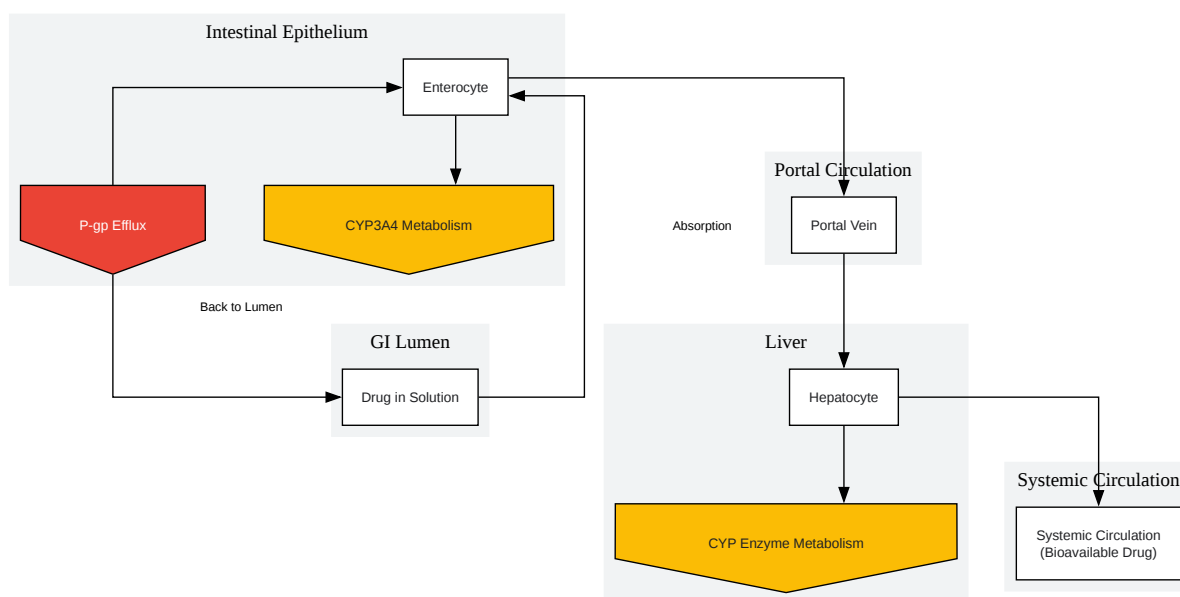 Intestinal Epithelium
Enterocyte
P-gp Efflux
CYP3A4 Metabolism
Back to Lumen
GI Lumen
Drug in Solution
Absorption
Portal Circulation
Portal Vein
Liver
Hepatocyte
CYP Enzyme Metabolism
Systemic Circulation
Systemic Circulation
(Bioavailable Drug)